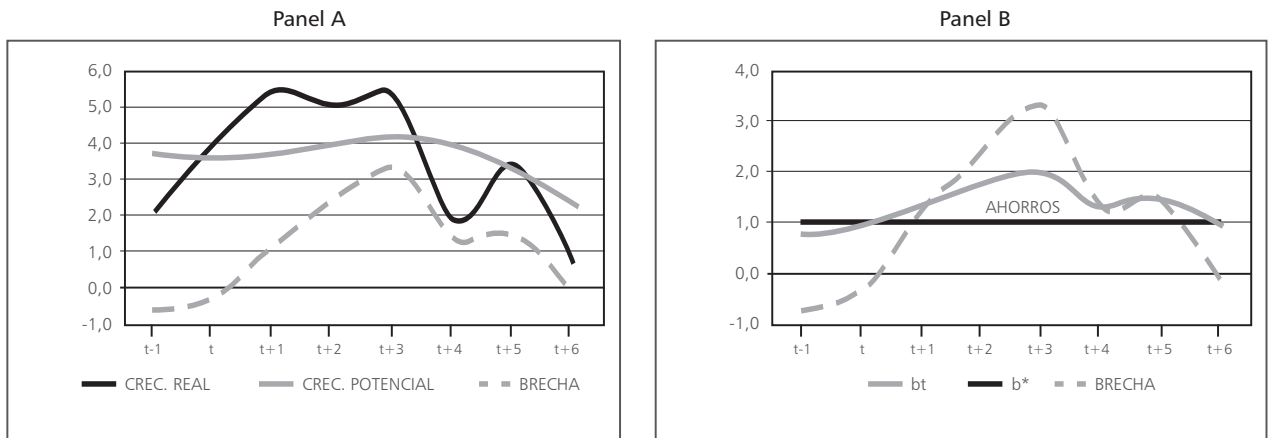 Panel A
6,0
5,0
4,0
3,0
2,0
1,0
0,0
-1,0
t-1 t t+1 t+2 t+3 t+4 t+5 t+6
CREC. REAL CREC. POTENCIAL BRECHA
Panel B
4,0
3,0
2,0
AHORROS
1,0
0,0
-1,0
t-1 t t+1 t+2 t+3 t+4 t+5 t+6
bt b* BRECHA